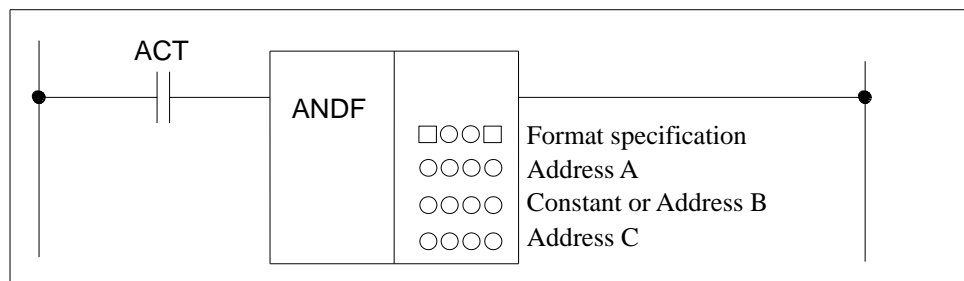 ACT
ANDF
□○○□ Format specification
○○○○ Address A
○○○○ Constant or Address B
○○○○ Address C